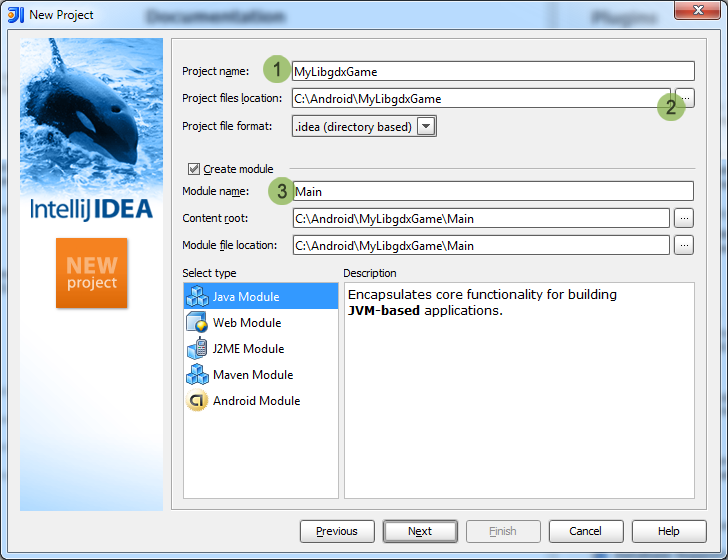 New Project
Documentation
Plugins
Project name:
1
MyLibgdxGame
Project files location:
C:\Android\MyLibgdxGame
...
2
Project file format:
.idea (directory based)
Create module
Module name:
3
Main
Content root:
C:\Android\MyLibgdxGame\Main
...
Module file location:
C:\Android\MyLibgdxGame\Main
...
IntelliJ IDEA
NEW
project
Select type
Description
Java Module
Web Module
J2ME Module
Maven Module
Android Module
Encapsulates core functionality for building
JVM-based applications.
Previous
Next
Finish
Cancel
Help